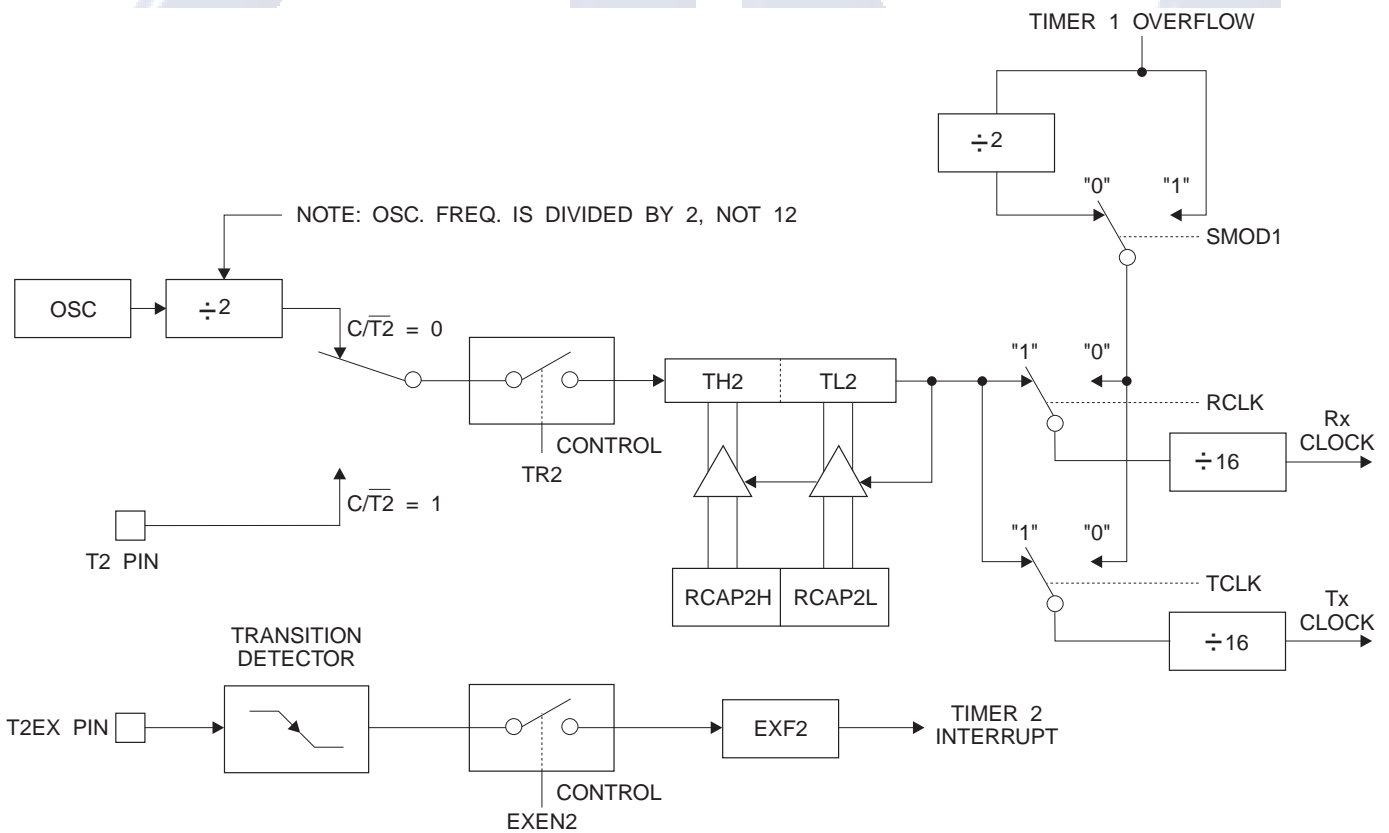 TIMER 1 OVERFLOW
÷2
"0" "1"
NOTE: OSC. FREQ. IS DIVIDED BY 2, NOT 12
SMOD1
OSC
÷2
C/T2̅ = 0
"1" "0"
TH2 TL2
RCLK
Rx
CLOCK
CONTROL
TR2
÷16
C/T2̅ = 1
T2 PIN
"1" "0"
RCAP2H RCAP2L
TCLK
Tx
CLOCK
÷16
TRANSITION
DETECTOR
T2EX PIN
EXF2
TIMER 2
INTERRUPT
CONTROL
EXEN2